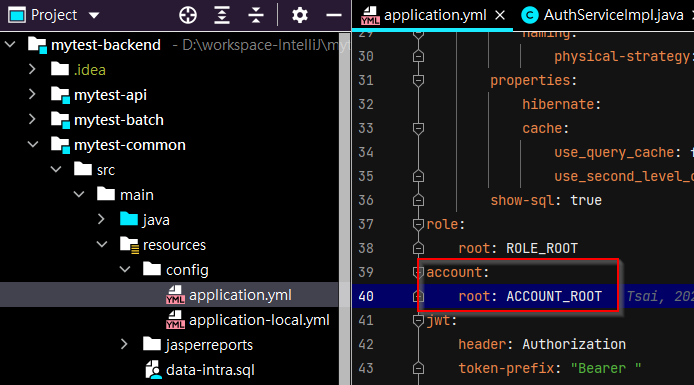 Project
mytest-backend – D:\workspace-IntelliJ\my
.idea
mytest-api
mytest-batch
mytest-common
src
main
java
resources
config
application.yml
application-local.yml
jasperreports
data-intra.sql
application.yml
AuthServiceImpl.java
29 naming:
30 physical-strategy:
31 properties:
32 hibernate:
33 cache:
34 use_query_cache:
35 use_second_level_
36 show-sql: true
37 role:
38 root: ROLE_ROOT
39 account:
40 root: ACCOUNT_ROOT Tsai, 202
41 jwt:
42 header: Authorization
43 token-prefix: "Bearer "